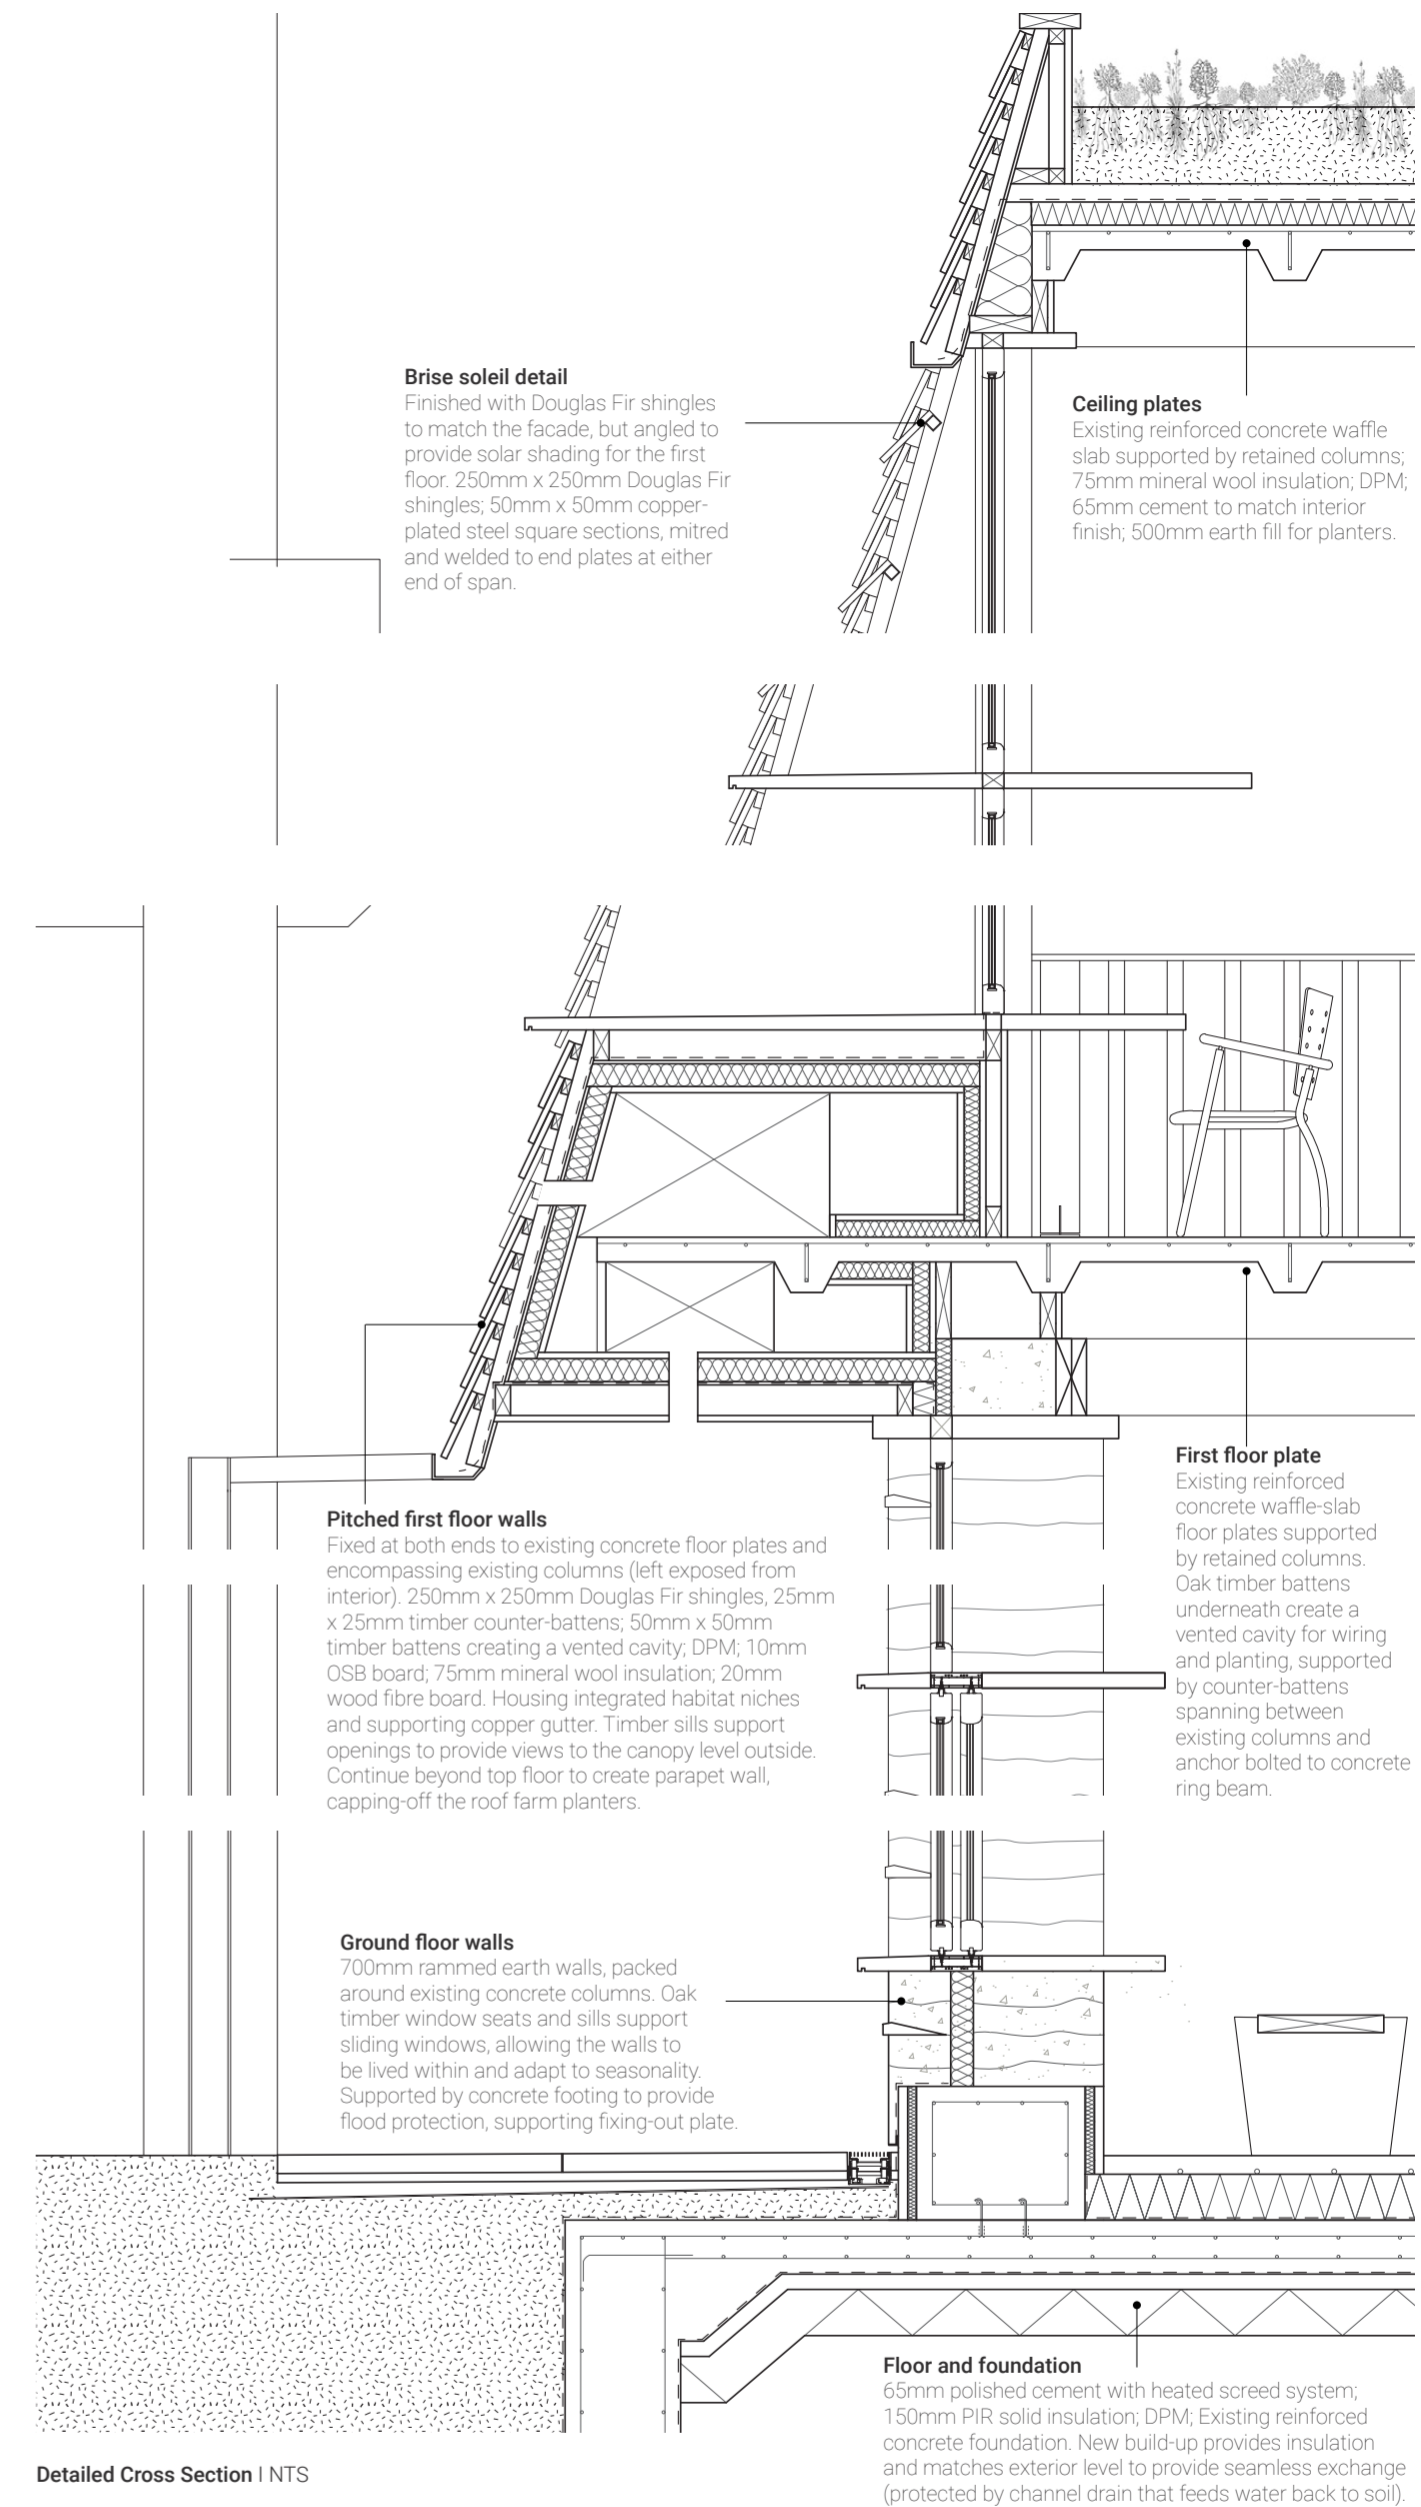 Brise soleil detail
Finished with Douglas Fir shingles
to match the facade, but angled to
provide solar shading for the first
floor. 250mm x 250mm Douglas Fir
shingles; 50mm x 50mm copper-
plated steel square sections, mitred
and welded to end plates at either
end of span.
Ceiling plates
Existing reinforced concrete waffle
slab supported by retained columns;
75mm mineral wool insulation; DPM;
65mm cement to match interior
finish; 500mm earth fill for planters.
Pitched first floor walls
Fixed at both ends to existing concrete floor plates and
encompassing existing columns (left exposed from
interior). 250mm x 250mm Douglas Fir shingles, 25mm
x 25mm timber counter-battens; 50mm x 50mm
timber battens creating a vented cavity; DPM; 10mm
OSB board; 75mm mineral wool insulation; 20mm
wood fibre board. Housing integrated habitat niches
and supporting copper gutter. Timber sills support
openings to provide views to the canopy level outside.
Continue beyond top floor to create parapet wall,
capping-off the roof farm planters.
First floor plate
Existing reinforced
concrete waffle-slab
floor plates supported
by retained columns.
Oak timber battens
underneath create a
vented cavity for wiring
and planting, supported
by counter-battens
spanning between
existing columns and
anchor bolted to concrete
ring beam.
Ground floor walls
700mm rammed earth walls, packed
around existing concrete columns. Oak
timber window seats and sills support
sliding windows, allowing the walls to
be lived within and adapt to seasonality.
Supported by concrete footing to provide
flood protection, supporting fixing-out plate.
Floor and foundation
65mm polished cement with heated screed system;
150mm PIR solid insulation; DPM; Existing reinforced
concrete foundation. New build-up provides insulation
and matches exterior level to provide seamless exchange
(protected by channel drain that feeds water back to soil).
Detailed Cross Section | NTS